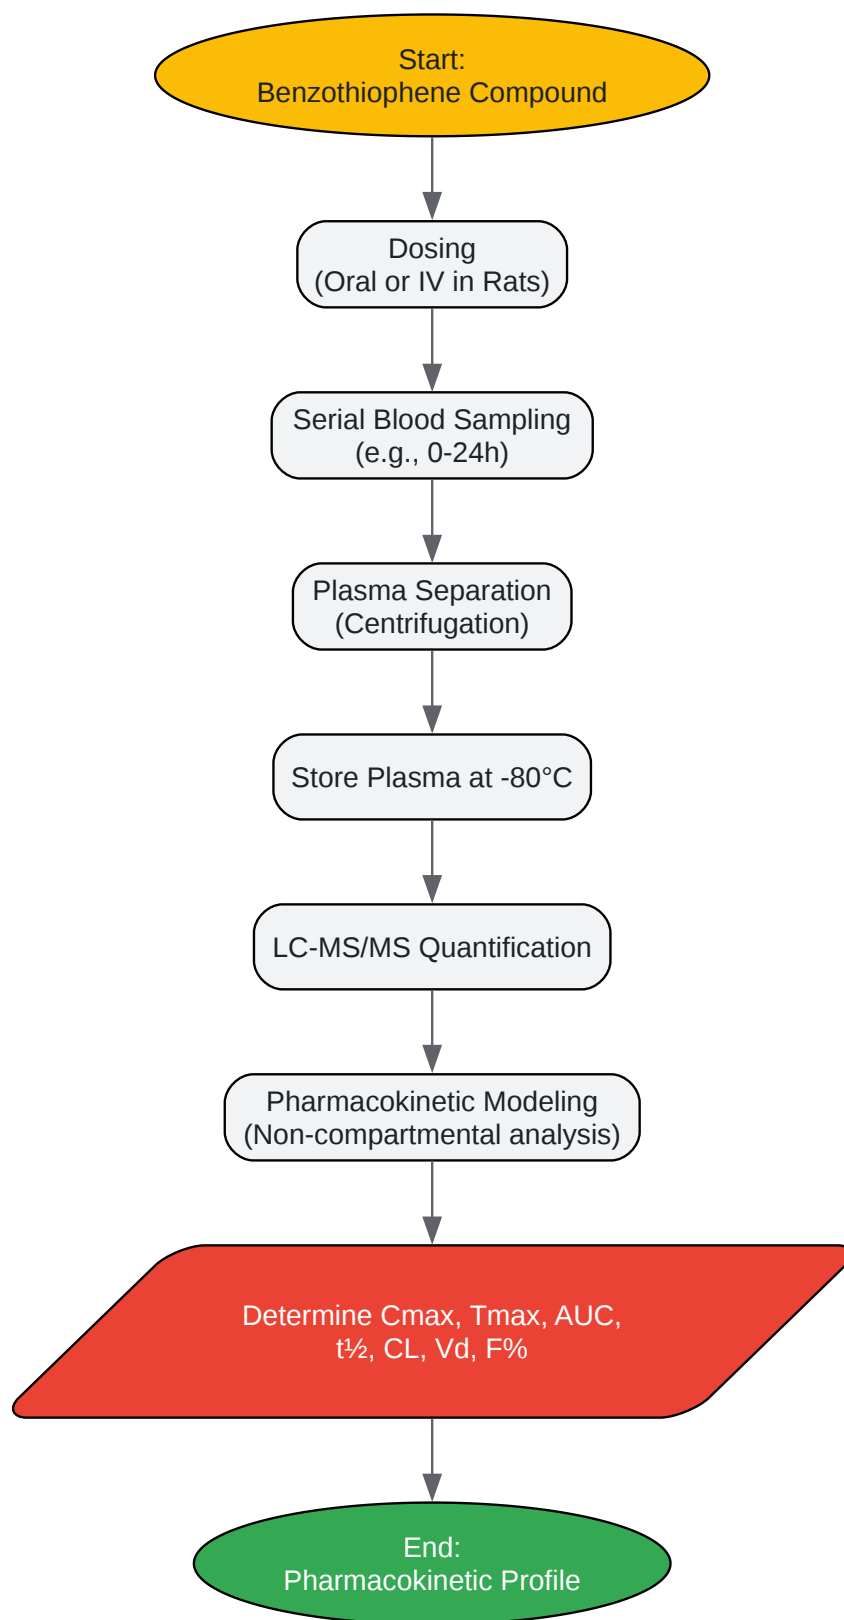 Start:
Benzothiophene Compound
Dosing
(Oral or IV in Rats)
Serial Blood Sampling
(e.g., 0-24h)
Plasma Separation
(Centrifugation)
Store Plasma at -80°C
LC-MS/MS Quantification
Pharmacokinetic Modeling
(Non-compartmental analysis)
Determine Cmax, Tmax, AUC,
t½, CL, Vd, F%
End:
Pharmacokinetic Profile